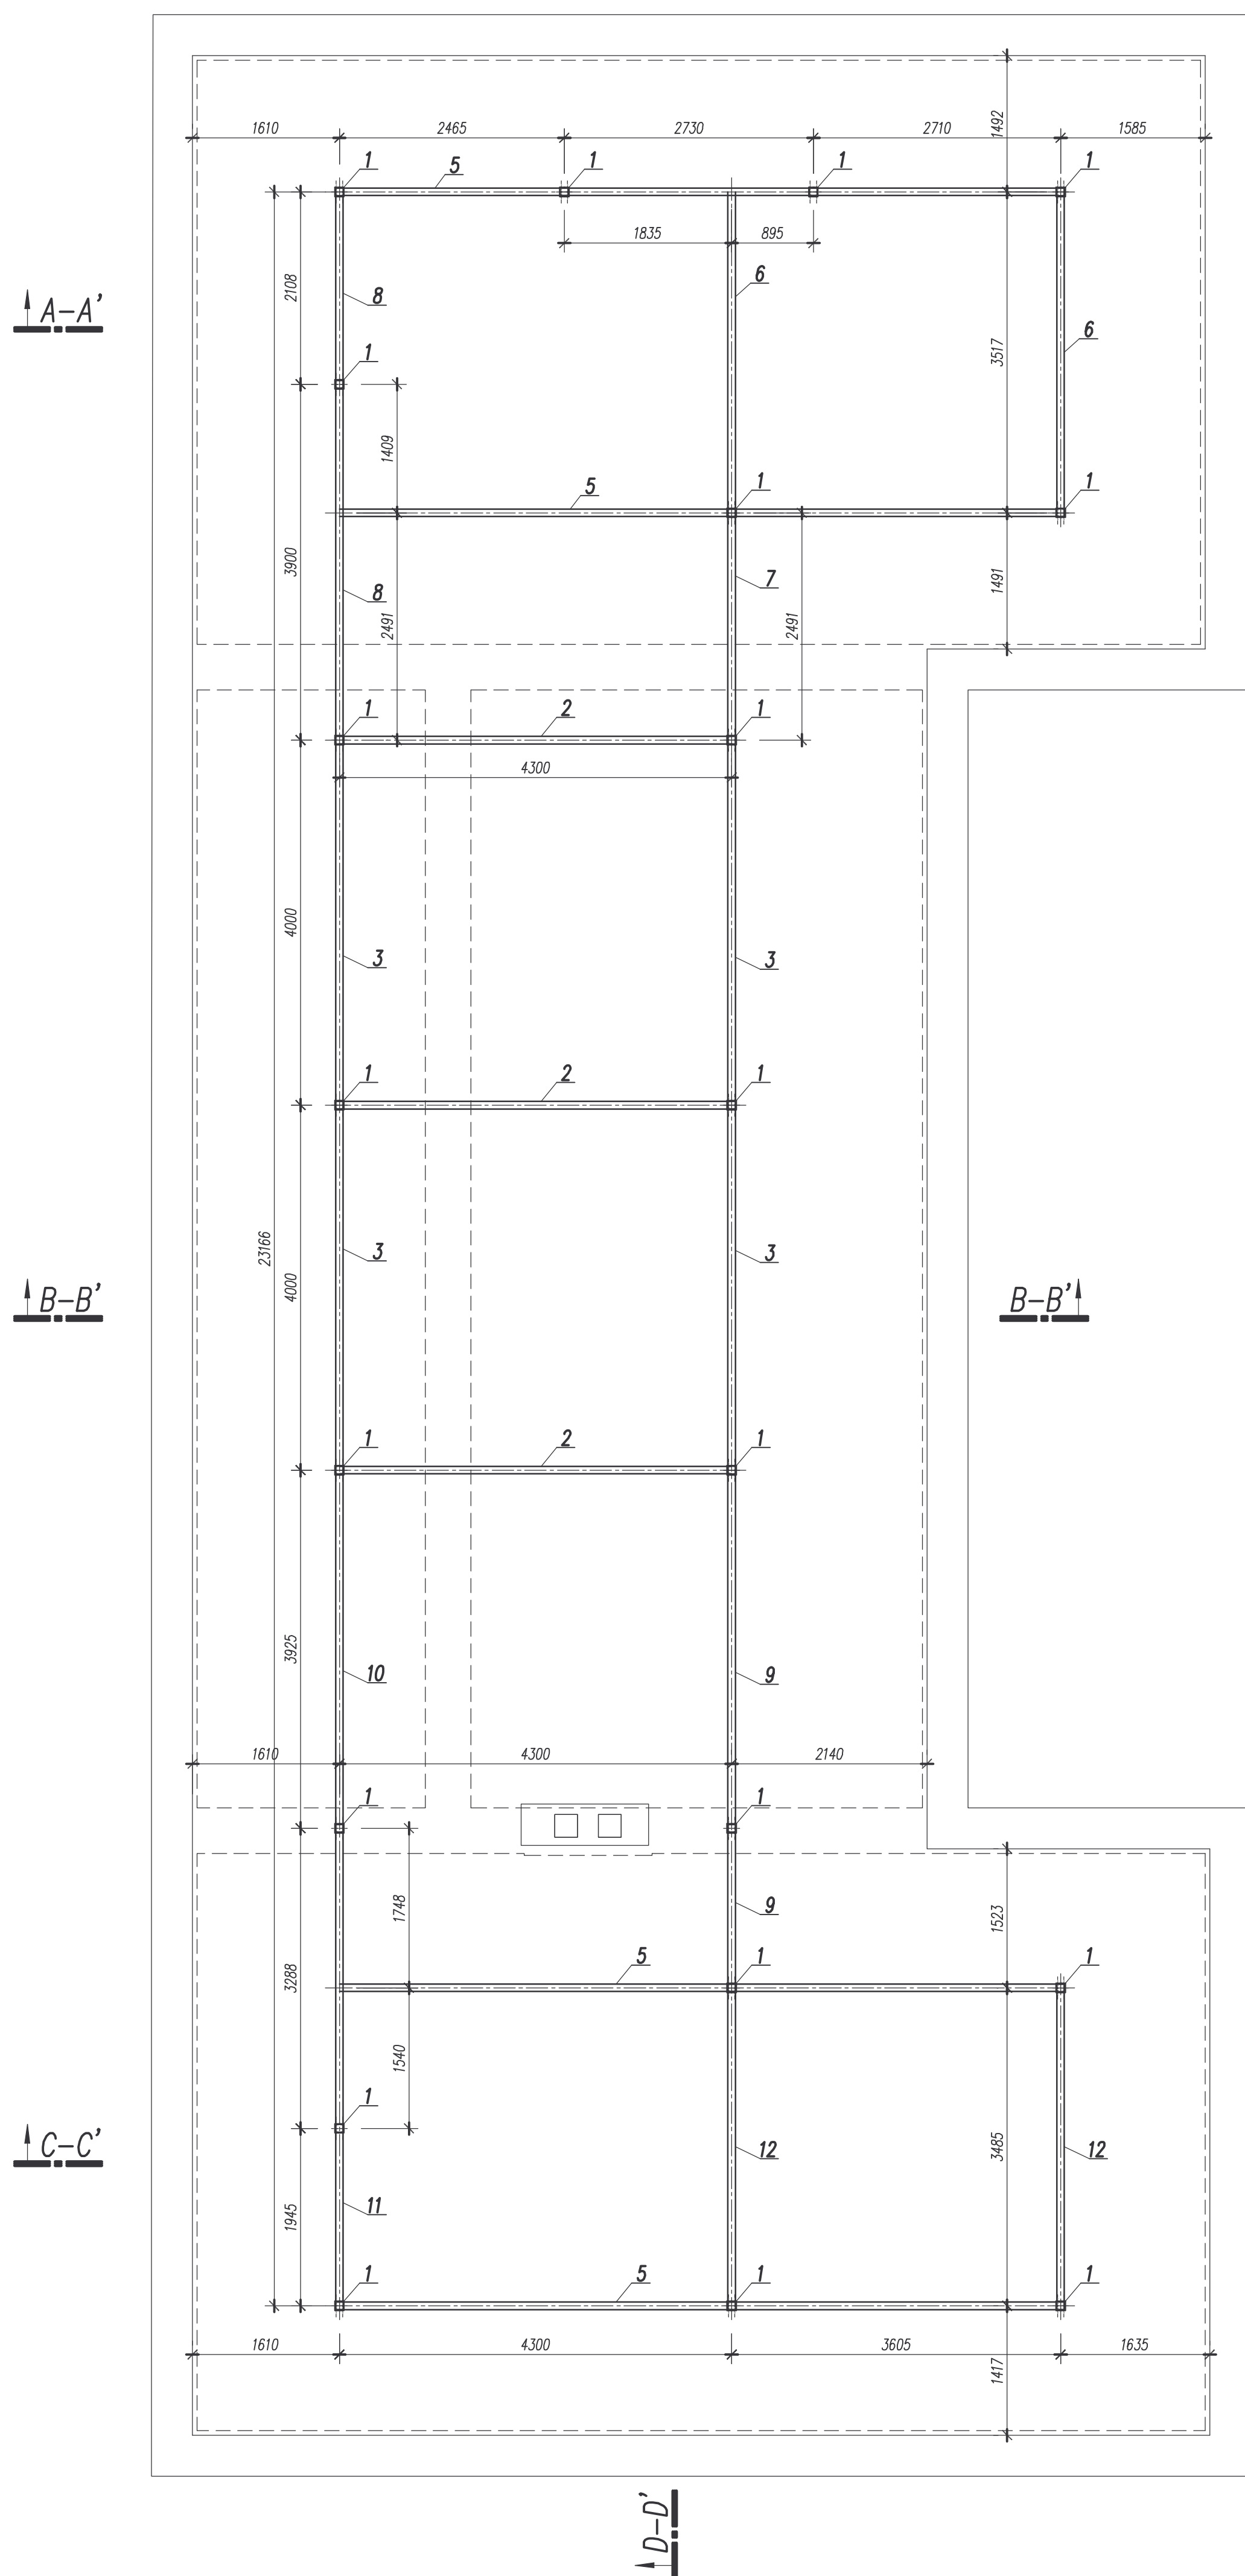 1610 2465 2730 2710 1492 1585
1 5 1 1 1
1835 895
2108 8 6
A-A'
3517 6
1
1409
5 1 1
3900 8 2491 7 2491 1491
1 2 1
4300
4000
3 3
1 2 1
23166 4000 3 3
B-B' B-B'
1 2 1
3925 10 9
1610 4300 2140
1 1
1748 9 1523
3288 5 1 1
1540
1
C-C' 12 3485 12
1945 11
1 5 1 1
1610 4300 3605 1635
1417
D-D'